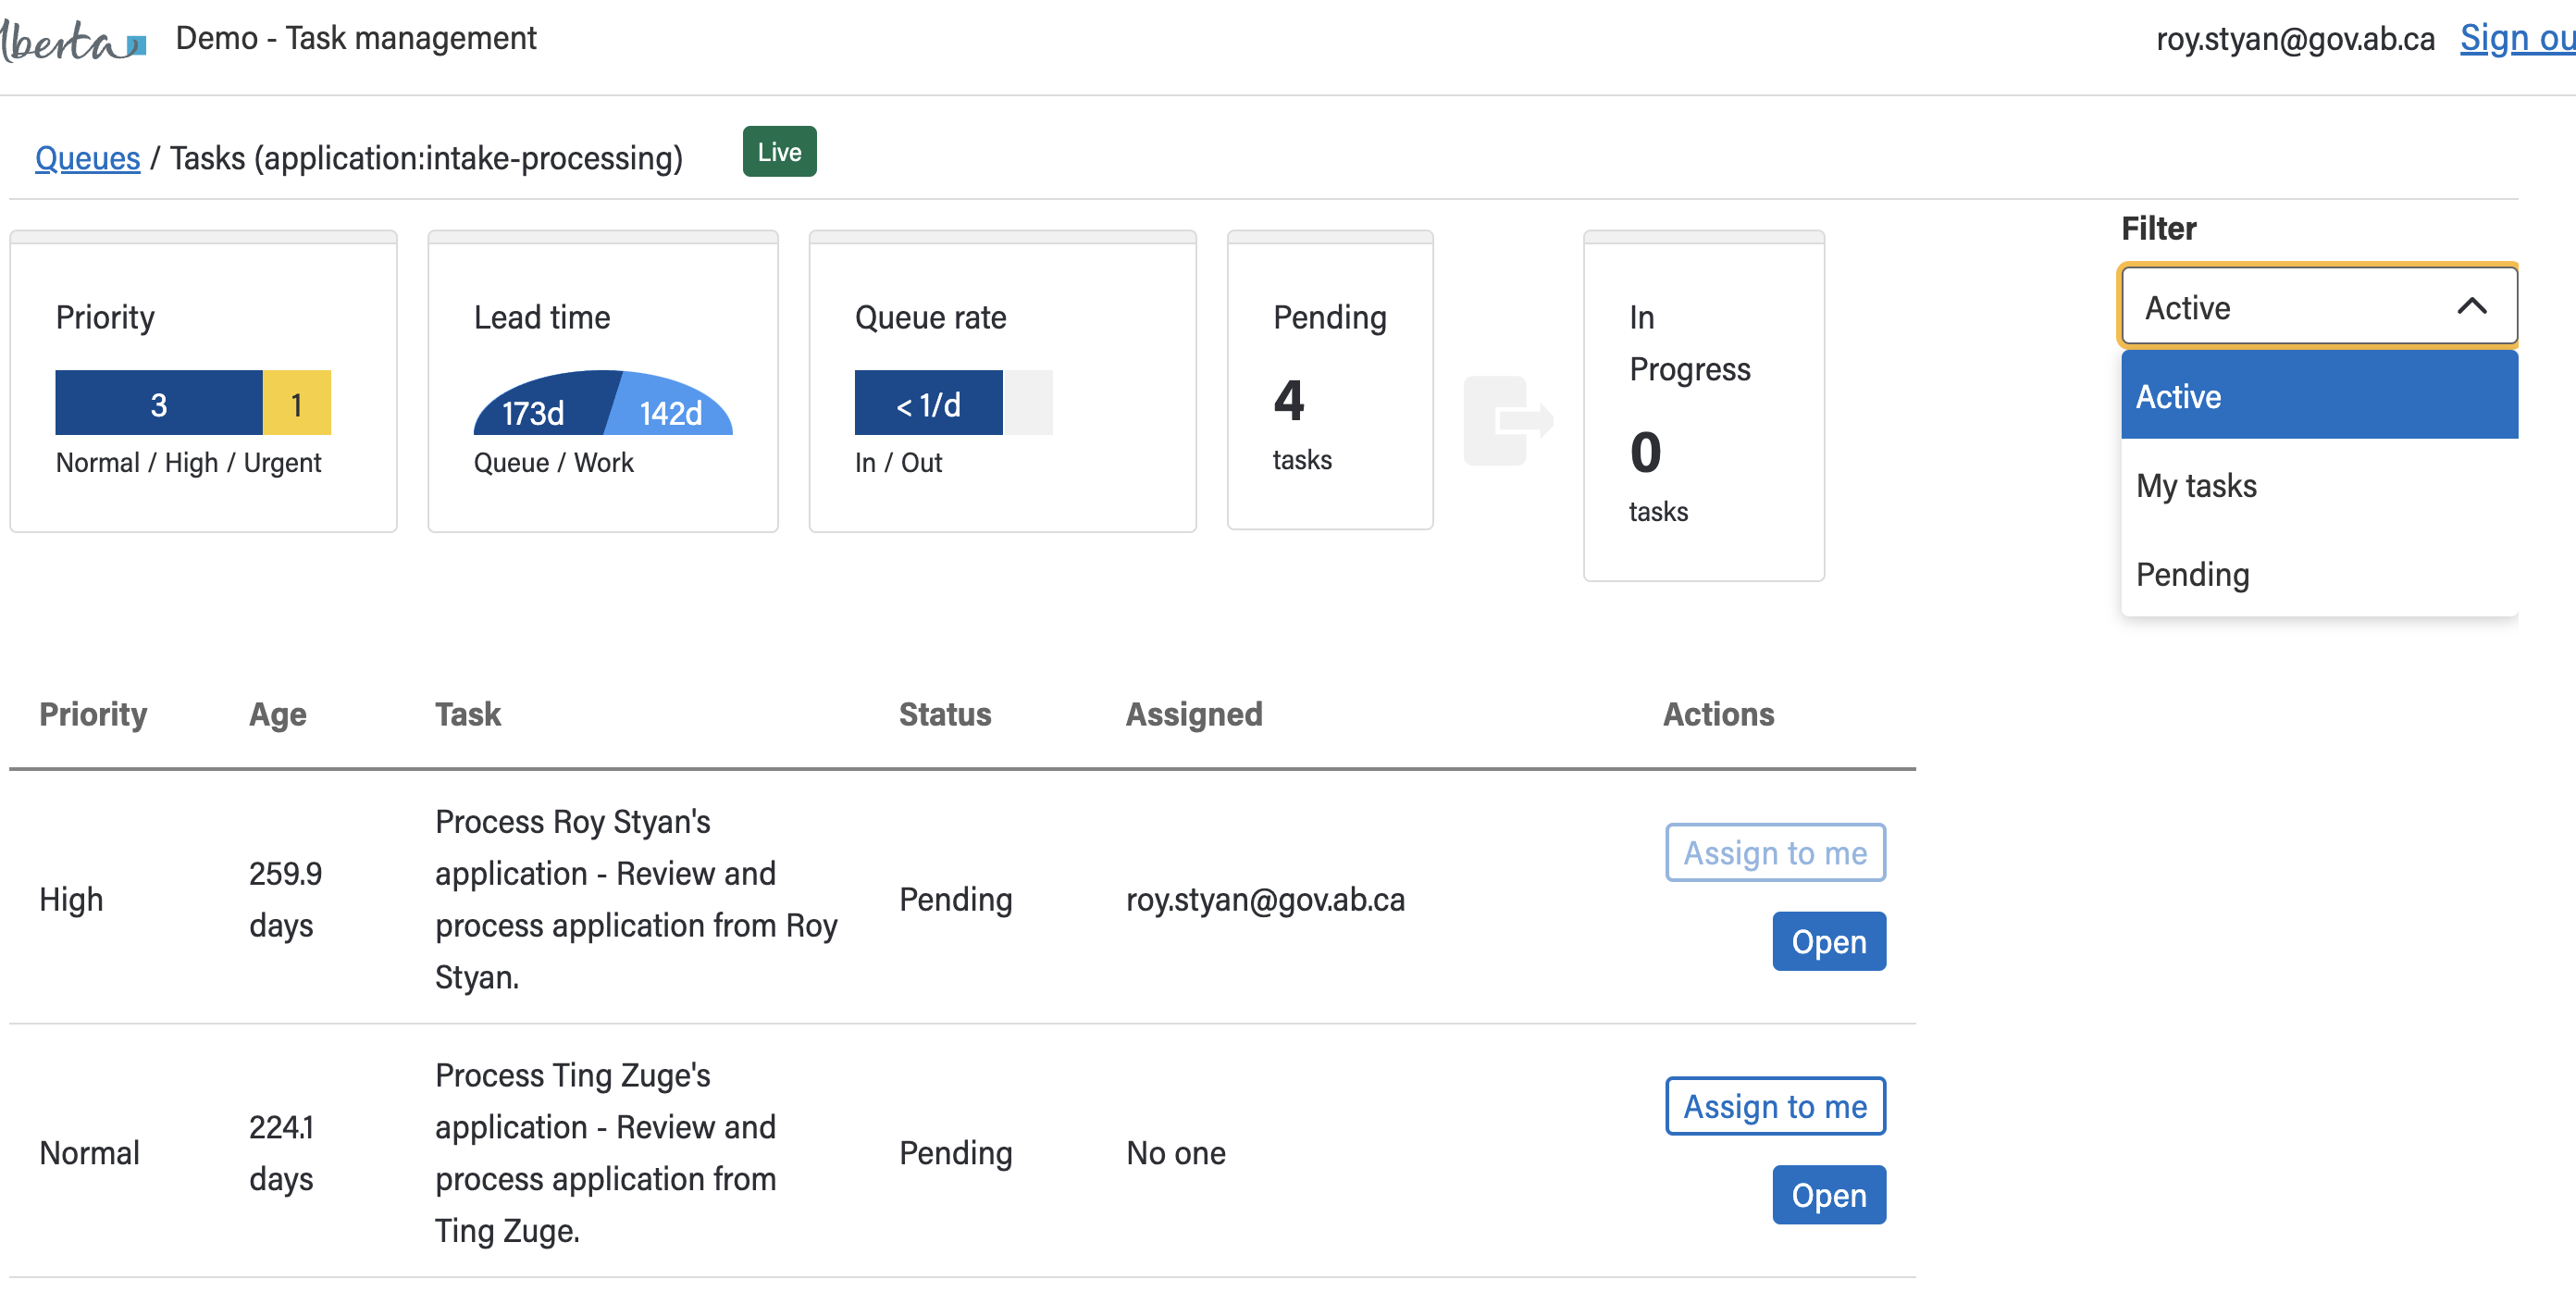 lberta
Demo - Task management
roy.styan@gov.ab.ca
Sign ou
Queues / Tasks (application:intake-processing)
Live
Priority
3
1
Normal / High / Urgent
Lead time
173d
142d
Queue / Work
Queue rate
< 1/d
In / Out
Pending
4
tasks
In
Progress
0
tasks
Filter
Active
Active
My tasks
Pending
Priority
Age
Task
Status
Assigned
Actions
High
259.9
days
Process Roy Styan's
application - Review and
process application from Roy
Styan.
Pending
roy.styan@gov.ab.ca
Assign to me
Open
Normal
224.1
days
Process Ting Zuge's
application - Review and
process application from
Ting Zuge.
Pending
No one
Assign to me
Open